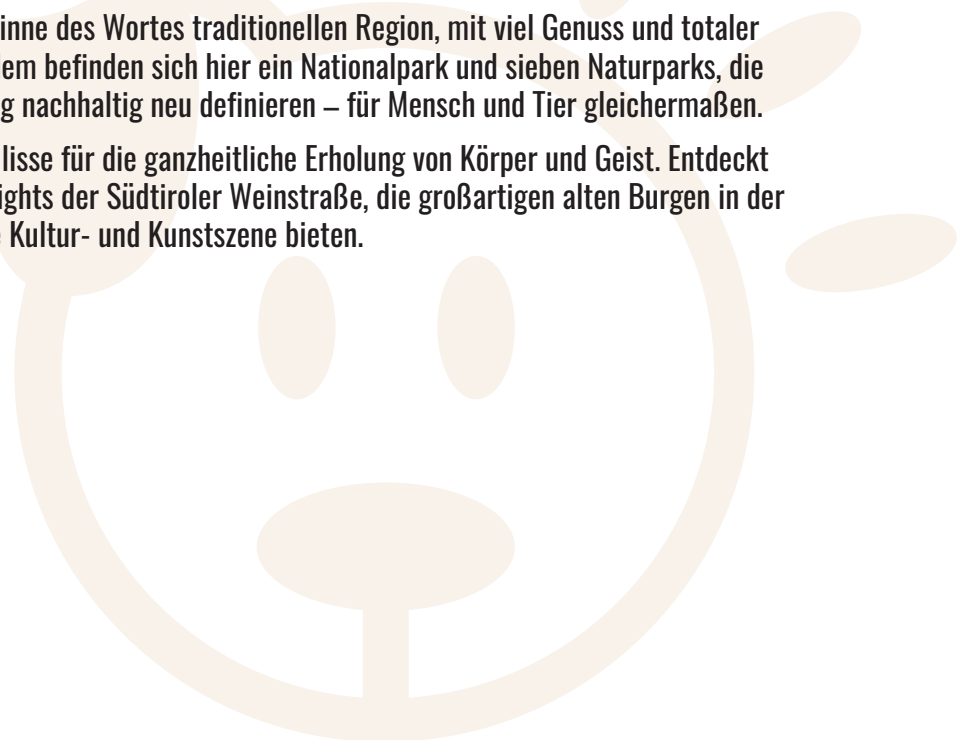 inne des Wortes traditionellen Region, mit viel Genuss und totaler
lem befinden sich hier ein Nationalpark und sieben Naturparks, die
g nachhaltig neu definieren – für Mensch und Tier gleichermaßen.
lisse für die ganzheitliche Erholung von Körper und Geist. Entdeckt
ights der Südtiroler Weinstraße, die großartigen alten Burgen in der
e Kultur- und Kunstszene bieten.